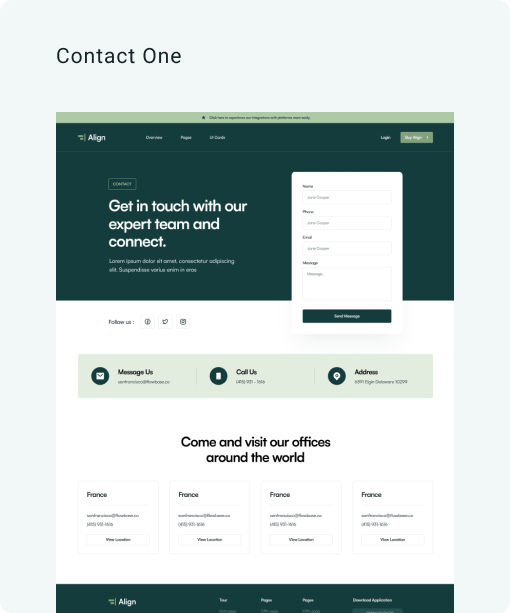 Contact One
Click here to experience our integrations with platforms more easily.
Align
Overview
Pages
UI Cards
Login
Buy Align
CONTACT
Get in touch with our
expert team and
connect.
Lorem ipsum dolor sit amet, consectetur adipiscing
elit. Suspendisse varius enim in eros
Name
Jane Cooper
Phone
Jane Cooper
Email
Jane Cooper
Message
Message..
Send Message
Follow us :
Message Us
sanfrancisco@flowbase.co
Call Us
(415) 931 - 1616
Address
6391 Elgin Delaware 10299
Come and visit our offices
around the world
France
sanfrancisco@flowbase.co
(415) 931-1616
View Location
France
sanfrancisco@flowbase.co
(415) 931-1616
View Location
France
sanfrancisco@flowbase.co
(415) 931-1616
View Location
France
sanfrancisco@flowbase.co
(415) 931-1616
View Location
Align
Tour
Pages
Pages
Download Application